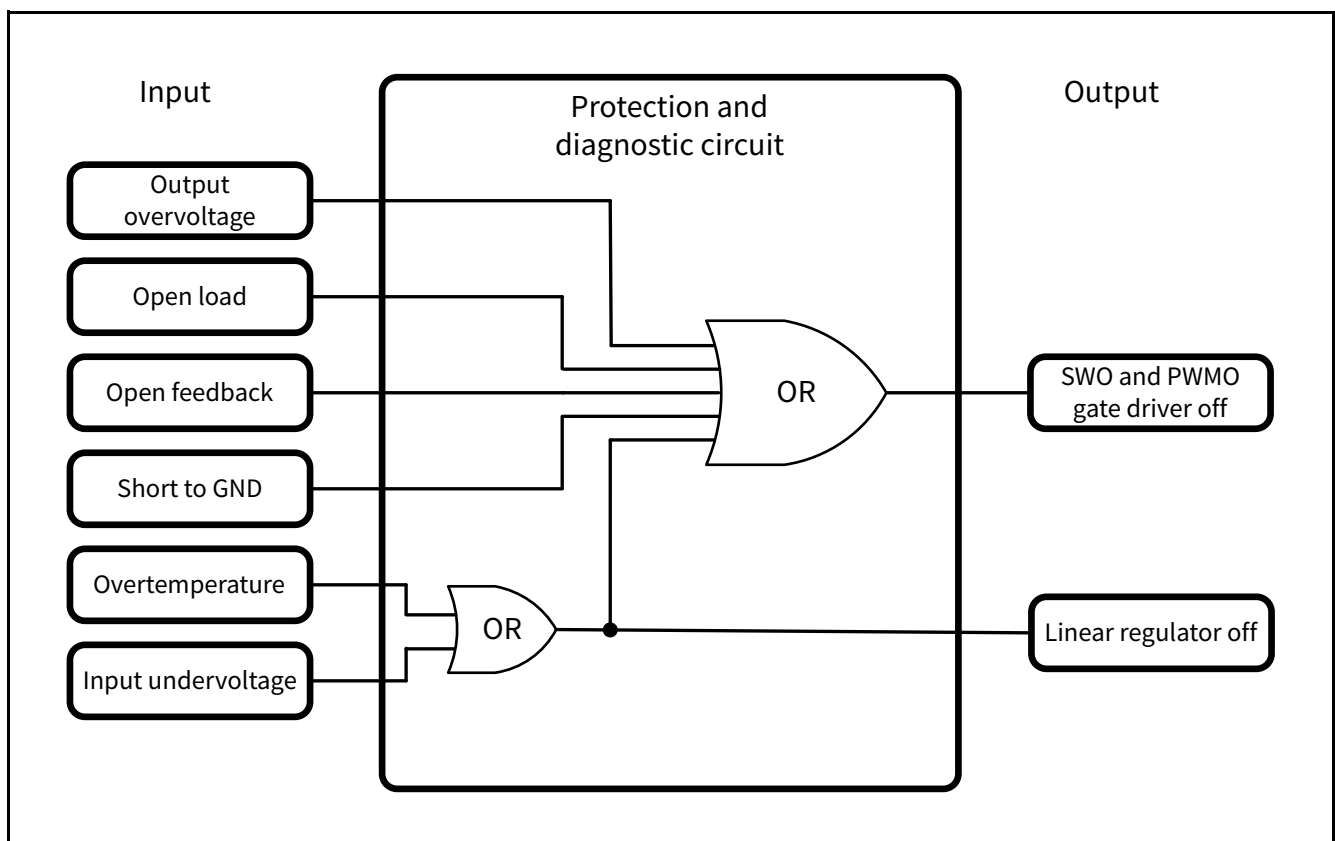 Input
Protection and
diagnostic circuit
Output
Output
overvoltage
Open load
Open feedback
Short to GND
Overtemperature
Input undervoltage
OR
OR
SWO and PWMO
gate driver off
Linear regulator off